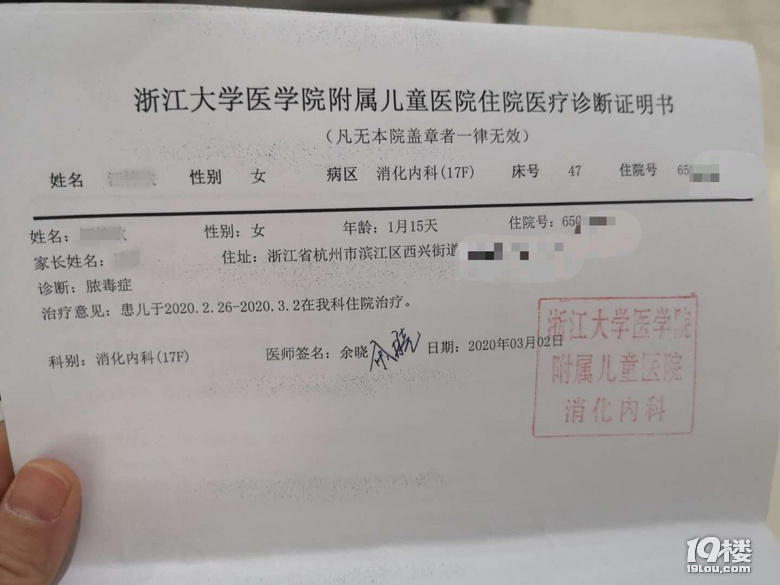 浙江大学医学院附属儿童医院住院医疗诊断证明书
（凡无本院盖章者一律无效）
姓名 性别 女 病区 消化内科(17F) 床号 47 住院号 65
姓名： 性别：女 年龄：1月15天 住院号：650
家长姓名： 住址：浙江省杭州市滨江区西兴街道
诊断：脓毒症
治疗意见：患儿于2020.2.26-2020.3.2在我科住院治疗。
科别：消化内科(17F) 医师签名：余晓 余晓 日期：2020年03月02日
浙江大学医学院
附属儿童医院
消化内科
19楼
19lou.com